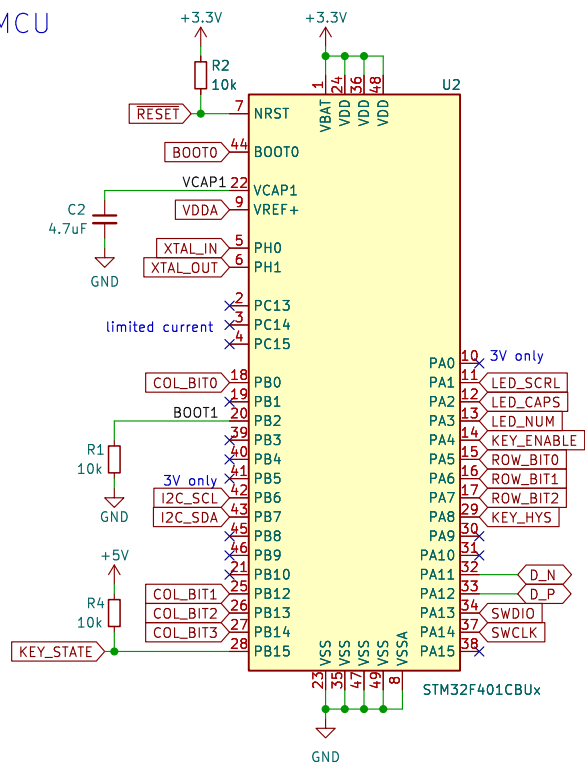 MCU
+3.3V
+3.3V
R2
10k
1
24
36
48
U2
VBAT
VDD
VDD
VDD
RESET
7
NRST
BOOT0
44
BOOT0
VCAP1
22
VCAP1
C2
4.7uF
VDDA
9
VREF+
GND
XTAL_IN
5
PH0
XTAL_OUT
6
PH1
2
PC13
limited current
3
PC14
4
PC15
PA0
10
3V only
COL_BIT0
18
PB0
PA1
11
LED_SCRL
19
PB1
PA2
12
LED_CAPS
BOOT1
20
PB2
PA3
13
LED_NUM
R1
10k
39
PB3
PA4
14
KEY_ENABLE
40
PB4
PA5
15
ROW_BIT0
3V only
41
PB5
PA6
16
ROW_BIT1
I2C_SCL
42
PB6
PA7
17
ROW_BIT2
GND
I2C_SDA
43
PB7
PA8
29
KEY_HYS
45
PB8
PA9
30
46
PB9
PA10
31
+5V
21
PB10
PA11
32
D_N
COL_BIT1
25
PB12
PA12
33
D_P
R4
10k
COL_BIT2
26
PB13
PA13
34
SWDIO
COL_BIT3
27
PB14
PA14
37
SWCLK
KEY_STATE
28
PB15
PA15
38
VSS
VSS
VSS
VSS
VSSA
23
35
47
49
8
STM32F401CBUx
GND